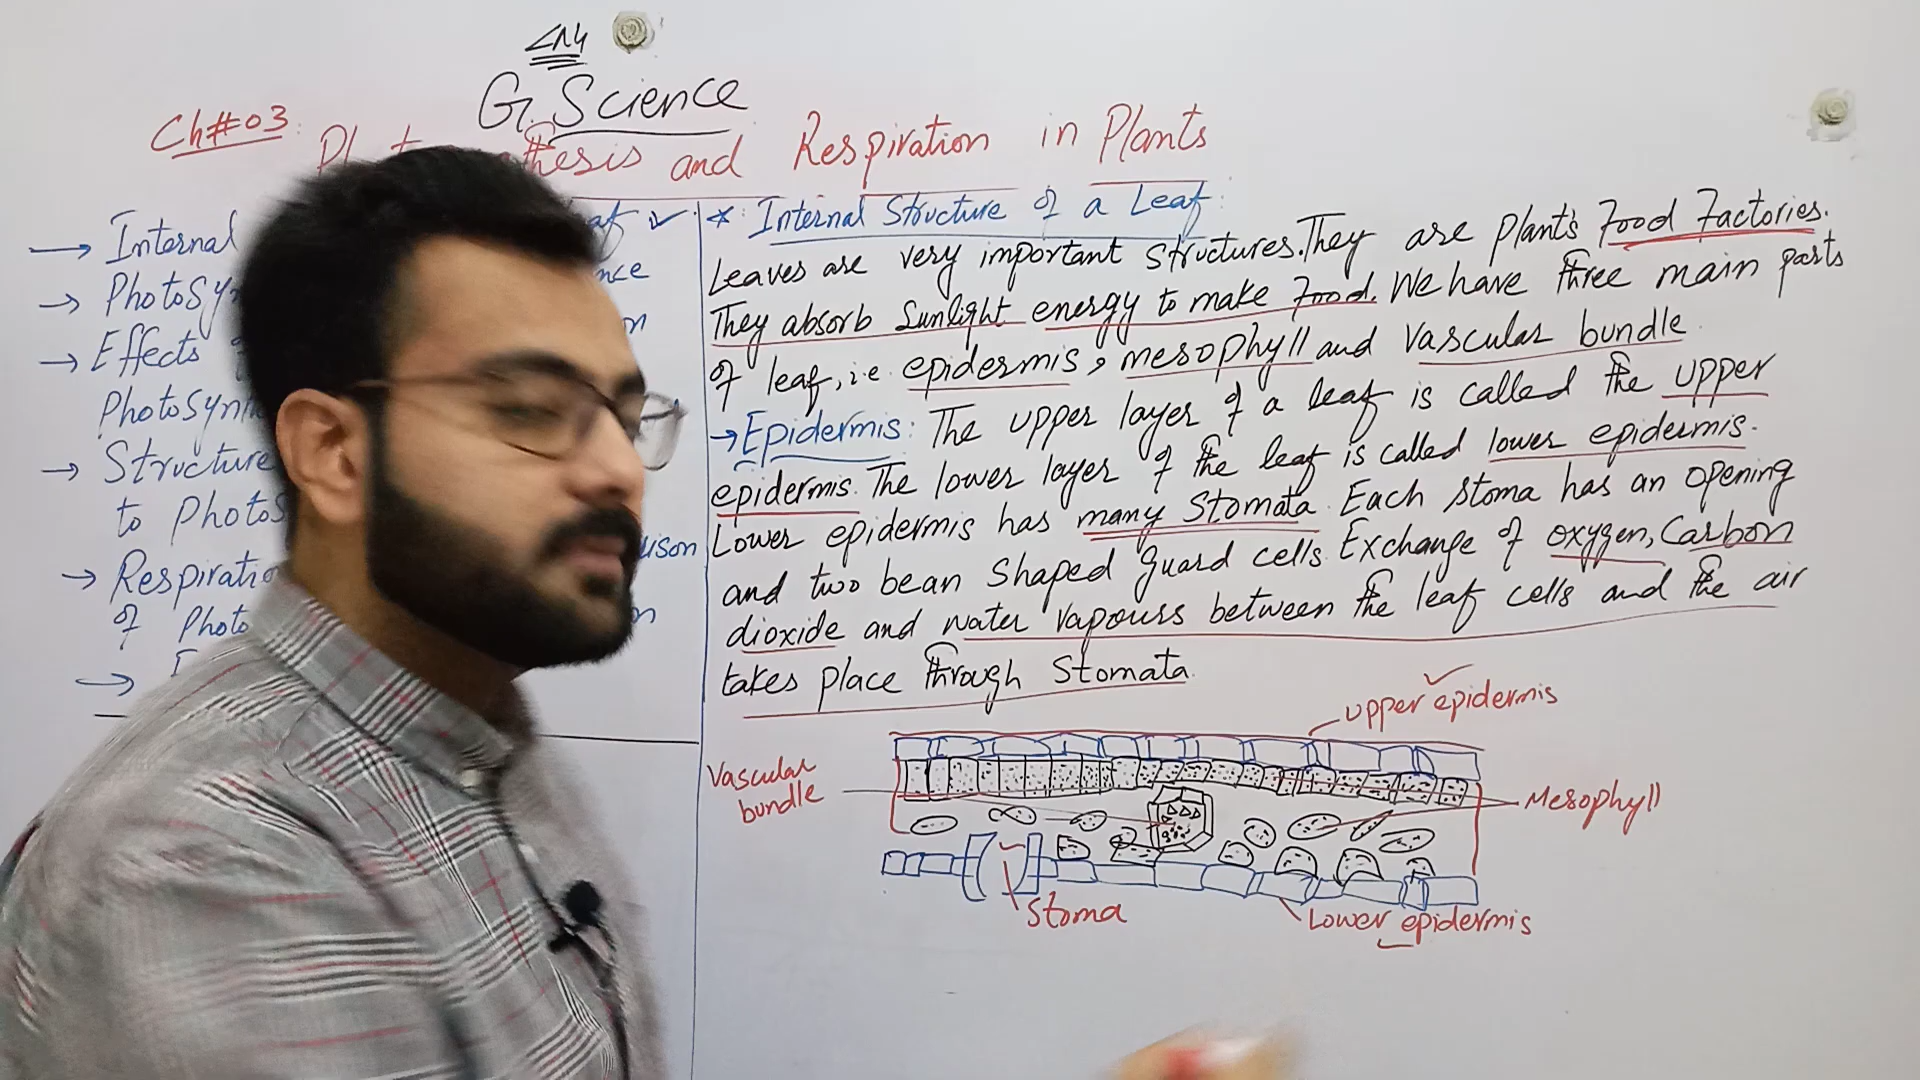 G. Science
Ch#03: thesis and Respiration in Plants
→ Internal
→ PhotoSyn
→ Effects
PhotoSynth
→ Structure
to PhotoS
→ Respiratio
of Photo
→
* Internal Structure of a Leaf:
Leaves are very important structures. They are plant's Food Factories.
They absorb Sunlight energy to make Food. We have three main parts
of leaf, i.e. epidermis, mesophyll and vascular bundle.
→ Epidermis: The upper layer of a leaf is called the upper
epidermis. The lower layer of the leaf is called lower epidermis.
Lower epidermis has many Stomata. Each stoma has an opening
and two bean shaped guard cells. Exchange of oxygen, Carbon
dioxide and water vapours between the leaf cells and the air
takes place through Stomata.
upper epidermis
Vascular
bundle
Mesophyll
Stoma
Lower epidermis